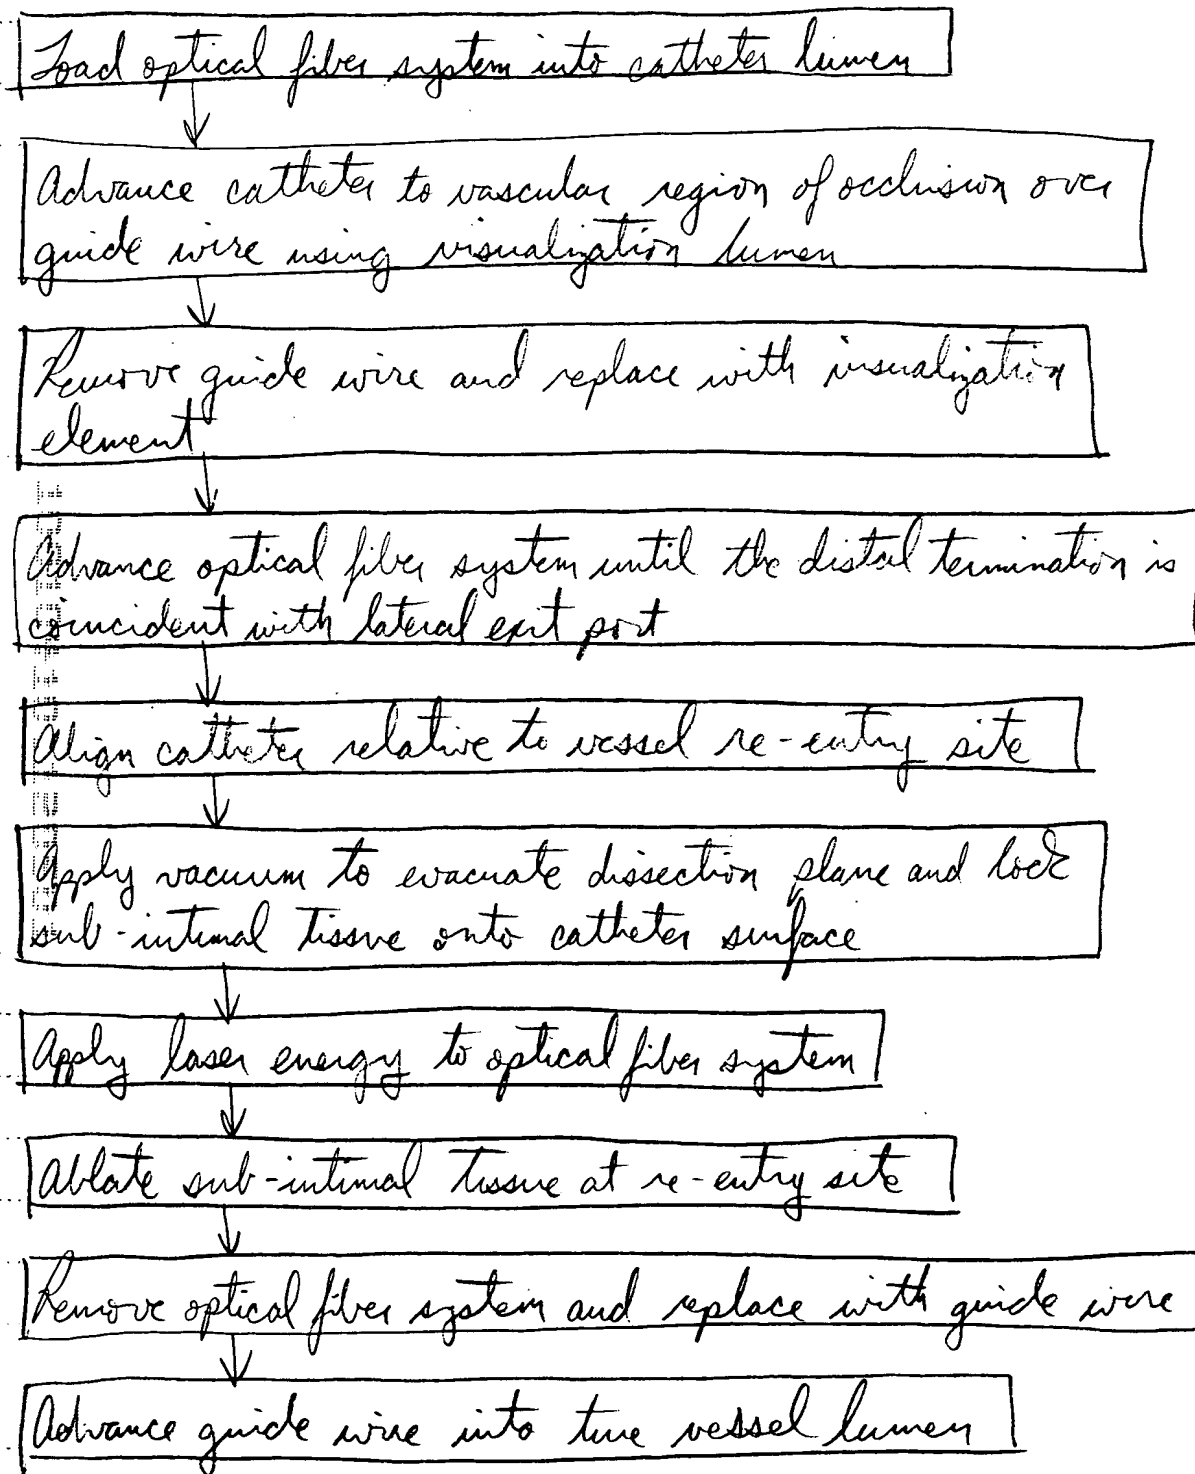 Load optical fiber system into catheter lumen
Advance catheter to vascular region of occlusion over
guide wire using visualization lumen
Remove guide wire and replace with visualization
element
Advance optical fiber system until the distal termination is
coincident with lateral exit port
Align catheter relative to vessel re-entry site
Apply vacuum to evacuate dissection plane and lock
sub-intimal tissue onto catheter surface
Apply laser energy to optical fiber system
Ablate sub-intimal tissue at re-entry site
Remove optical fiber system and replace with guide wire
Advance guide wire into true vessel lumen